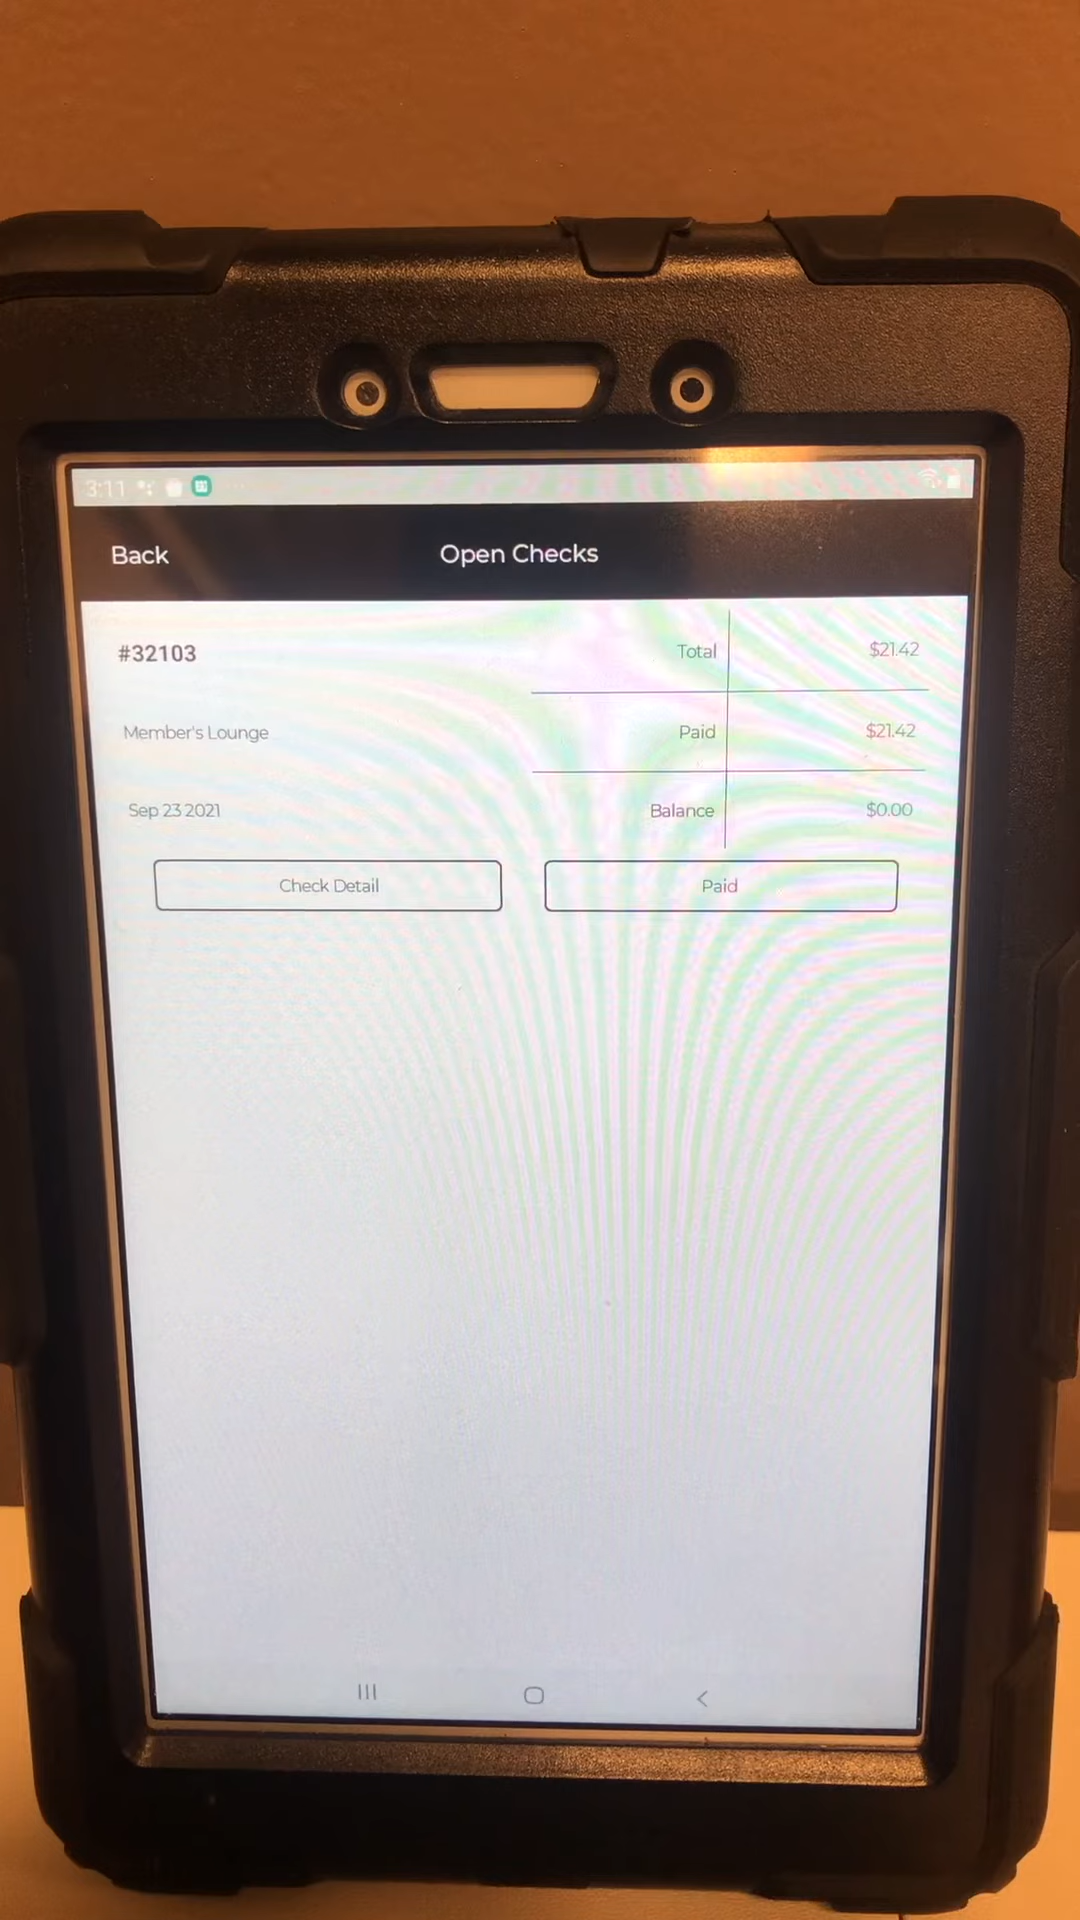 3:11
Back
Open Checks
#32103
Total
$21.42
Member's Lounge
Paid
$21.42
Sep 23 2021
Balance
$0.00
Check Detail
Paid